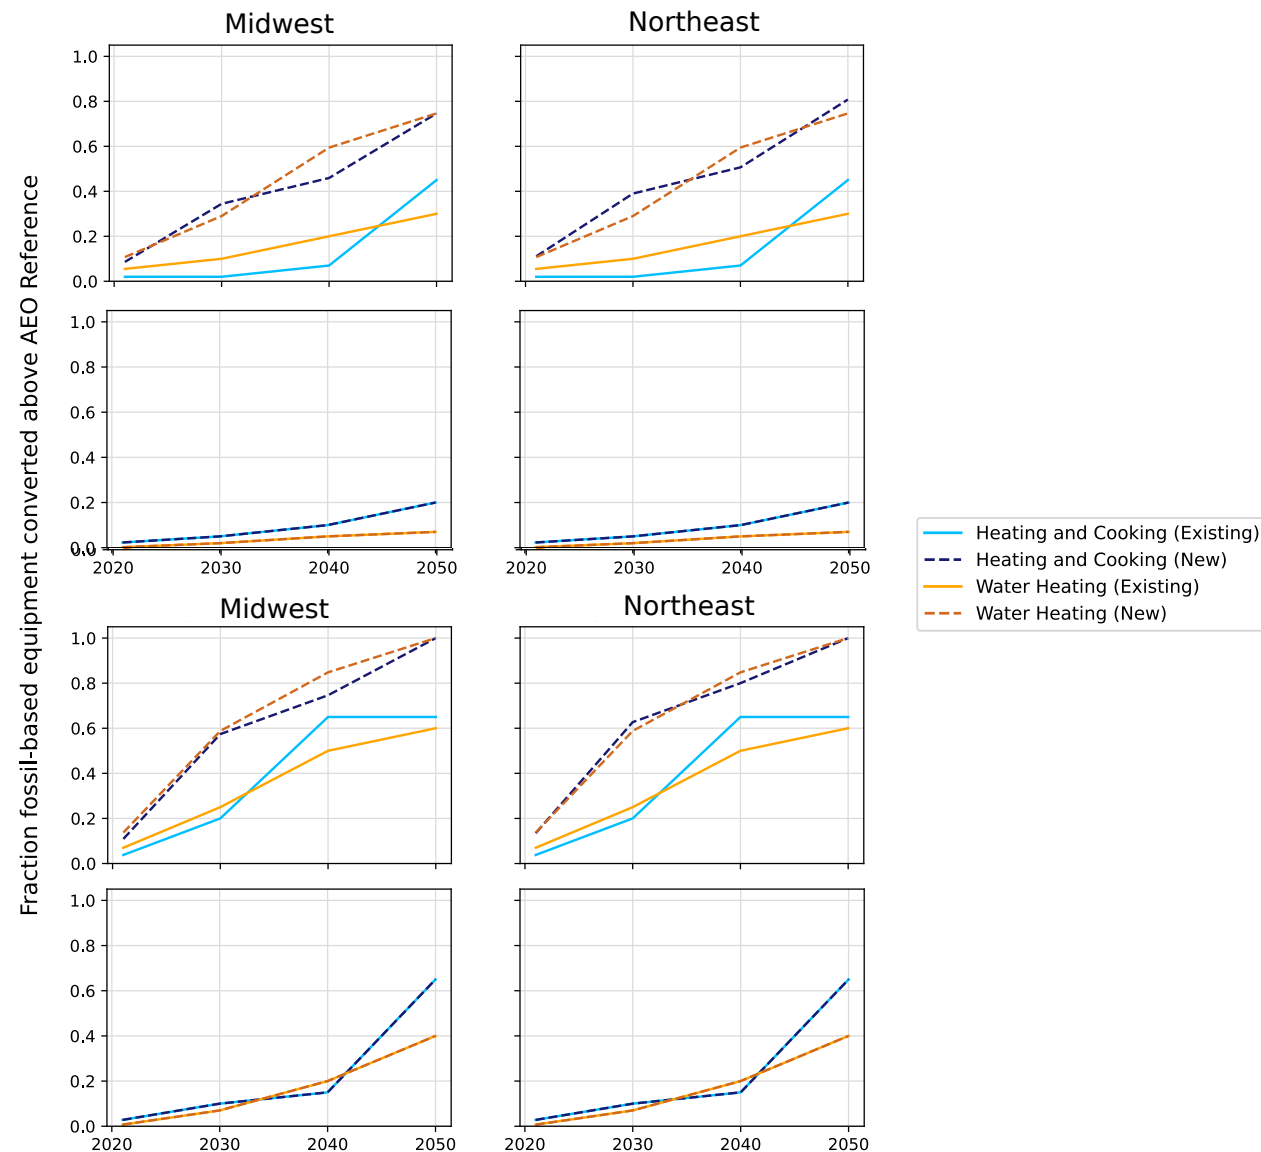 Midwest
Northeast
Fraction fossil-based equipment converted above AEO Reference
1.0
0.8
0.6
0.4
0.2
0.0
1.0
0.8
0.6
0.4
0.2
0.0
2020 2030 2040 2050
2020 2030 2040 2050
Heating and Cooking (Existing)
Heating and Cooking (New)
Water Heating (Existing)
Water Heating (New)
Midwest
Northeast
1.0
0.8
0.6
0.4
0.2
0.0
1.0
0.8
0.6
0.4
0.2
0.0
2020 2030 2040 2050
2020 2030 2040 2050